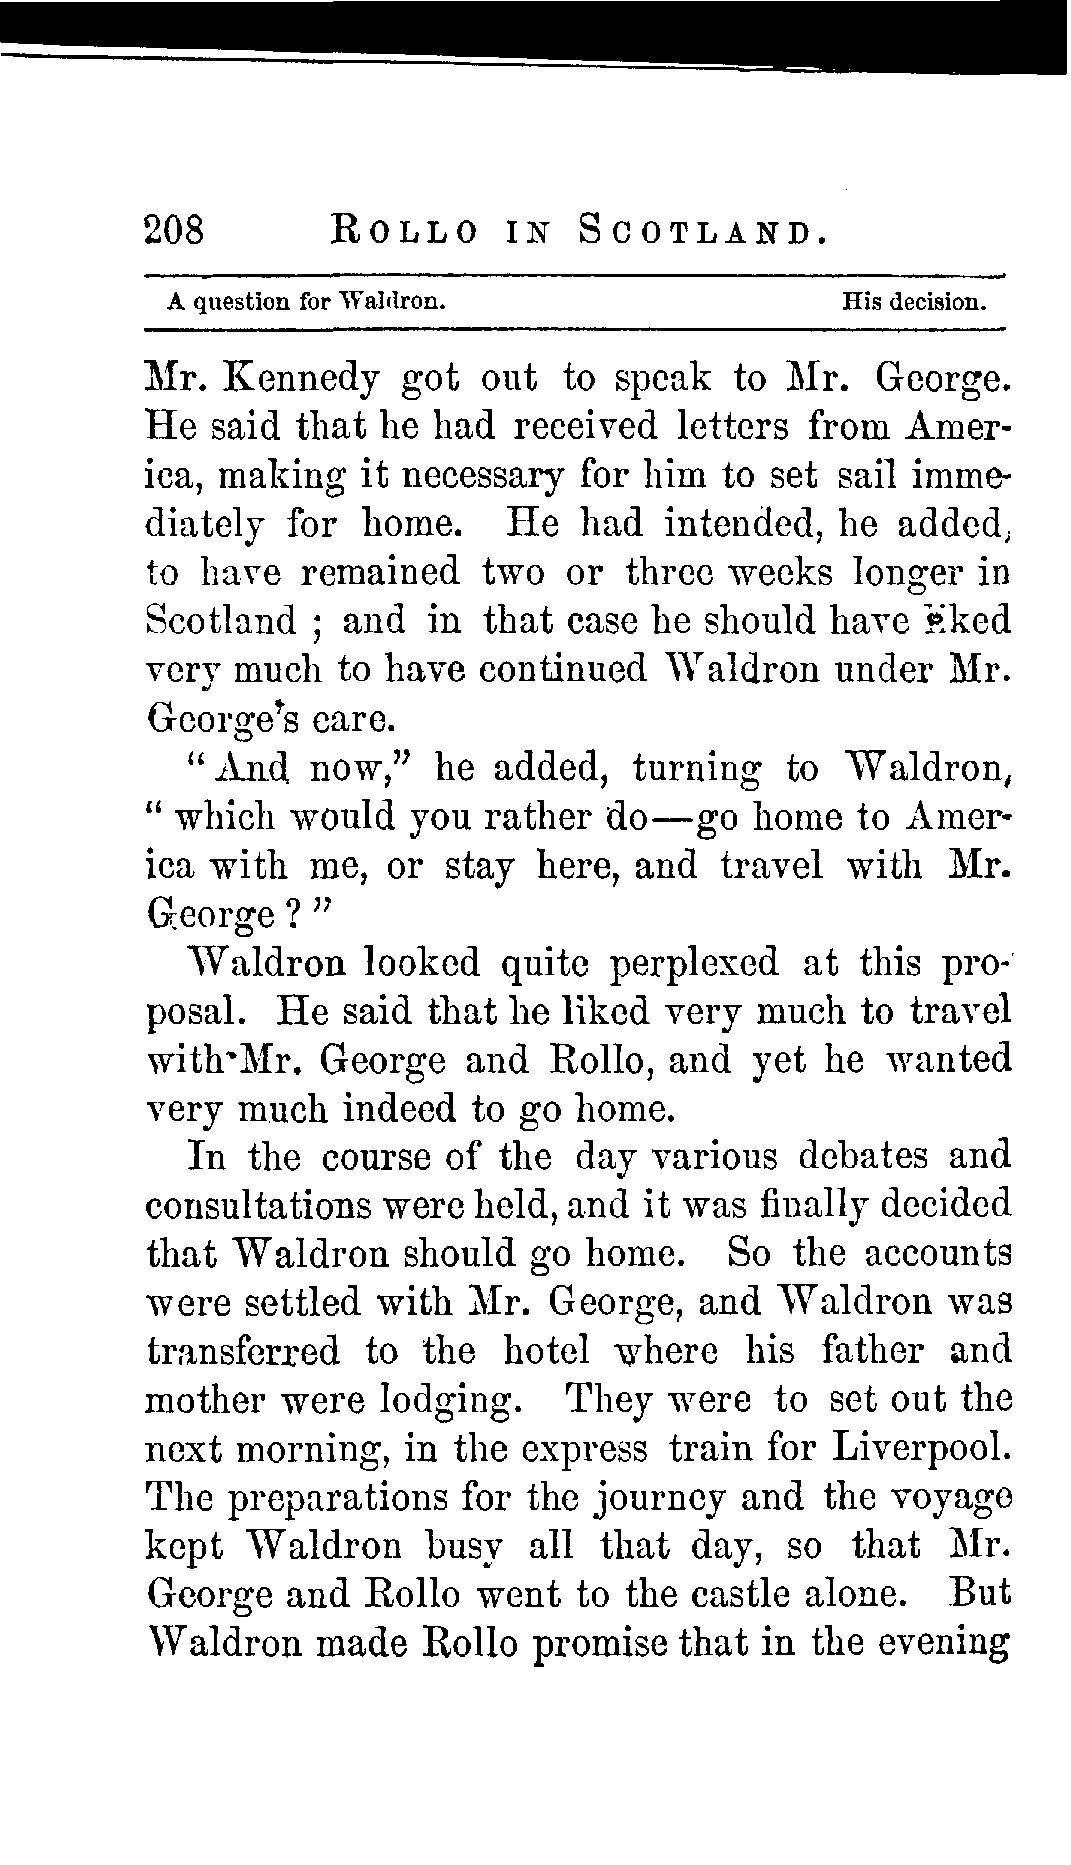 208 ROLLO IN SCOTLAND.
A question for Waldron. His decision.
Mr. Kennedy got out to speak to Mr. George.
He said that he had received letters from Amer-
ica, making it necessary for him to set sail imme-
diately for home. He had intended, he added,
to have remained two or three weeks longer in
Scotland ; and in that case he should have liked
very much to have continued Waldron under Mr.
George's care.
" And now," he added, turning to Waldron,
" which would you rather do—go home to Amer-
ica with me, or stay here, and travel with Mr.
George ? "
Waldron looked quite perplexed at this pro-
posal. He said that he liked very much to travel
with Mr. George and Rollo, and yet he wanted
very much indeed to go home.
In the course of the day various debates and
consultations were held, and it was finally decided
that Waldron should go home. So the accounts
were settled with Mr. George, and Waldron was
transferred to the hotel where his father and
mother were lodging. They were to set out the
next morning, in the express train for Liverpool.
The preparations for the journey and the voyage
kept Waldron busy all that day, so that Mr.
George and Rollo went to the castle alone. But
Waldron made Rollo promise that in the evening